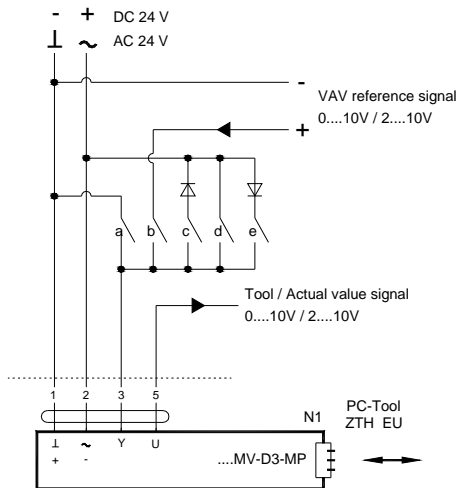 - + DC 24 V
⊥ ~ AC 24 V
-
VAV reference signal
0....10V / 2....10V
+
a b c d e
Tool / Actual value signal
0....10V / 2....10V
1 2 3 5
N1
PC-Tool
ZTH EU
⊥ ~ Y U
+ -
....MV-D3-MP